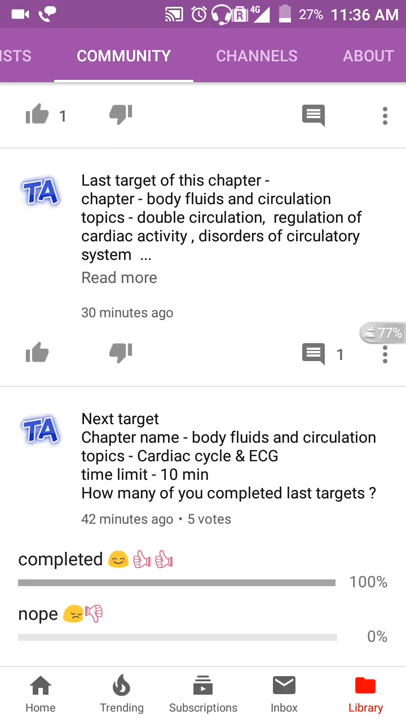 R 4G 27% 11:36 AM
ISTS COMMUNITY CHANNELS ABOUT
1
TA
Last target of this chapter -
chapter - body fluids and circulation
topics - double circulation, regulation of
cardiac activity , disorders of circulatory
system ...
Read more
30 minutes ago
77%
1
TA
Next target
Chapter name - body fluids and circulation
topics - Cardiac cycle & ECG
time limit - 10 min
How many of you completed last targets ?
42 minutes ago • 5 votes
completed 😊👍👍
100%
nope 😔👎
0%
Home Trending Subscriptions Inbox Library